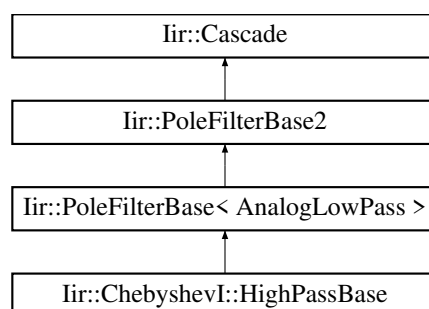 Iir::Cascade
Iir::PoleFilterBase2
Iir::PoleFilterBase< AnalogLowPass >
Iir::ChebyshevI::HighPassBase